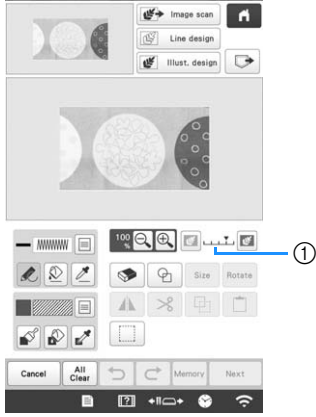 Image scan
Line design
Illust. design
100 %
①
Size
Rotate
Cancel
All Clear
Memory
Next